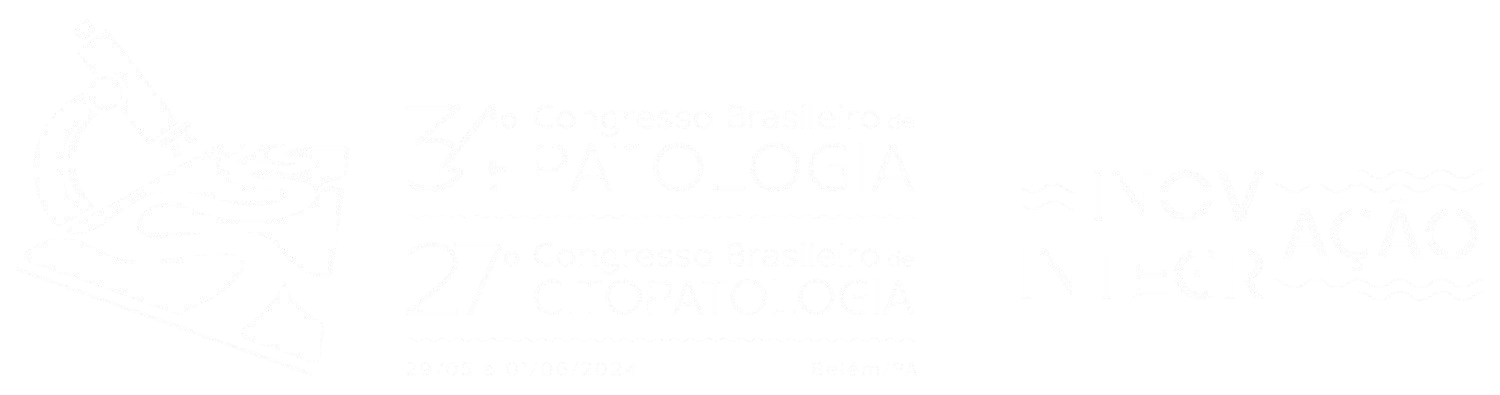 34º Congresso Brasileiro de
PATOLOGIA
27º Congresso Brasileiro de
CITOPATOLOGIA
29/05 a 01/06/2024 Belém PA
INOV
AÇÃO
INTEGR